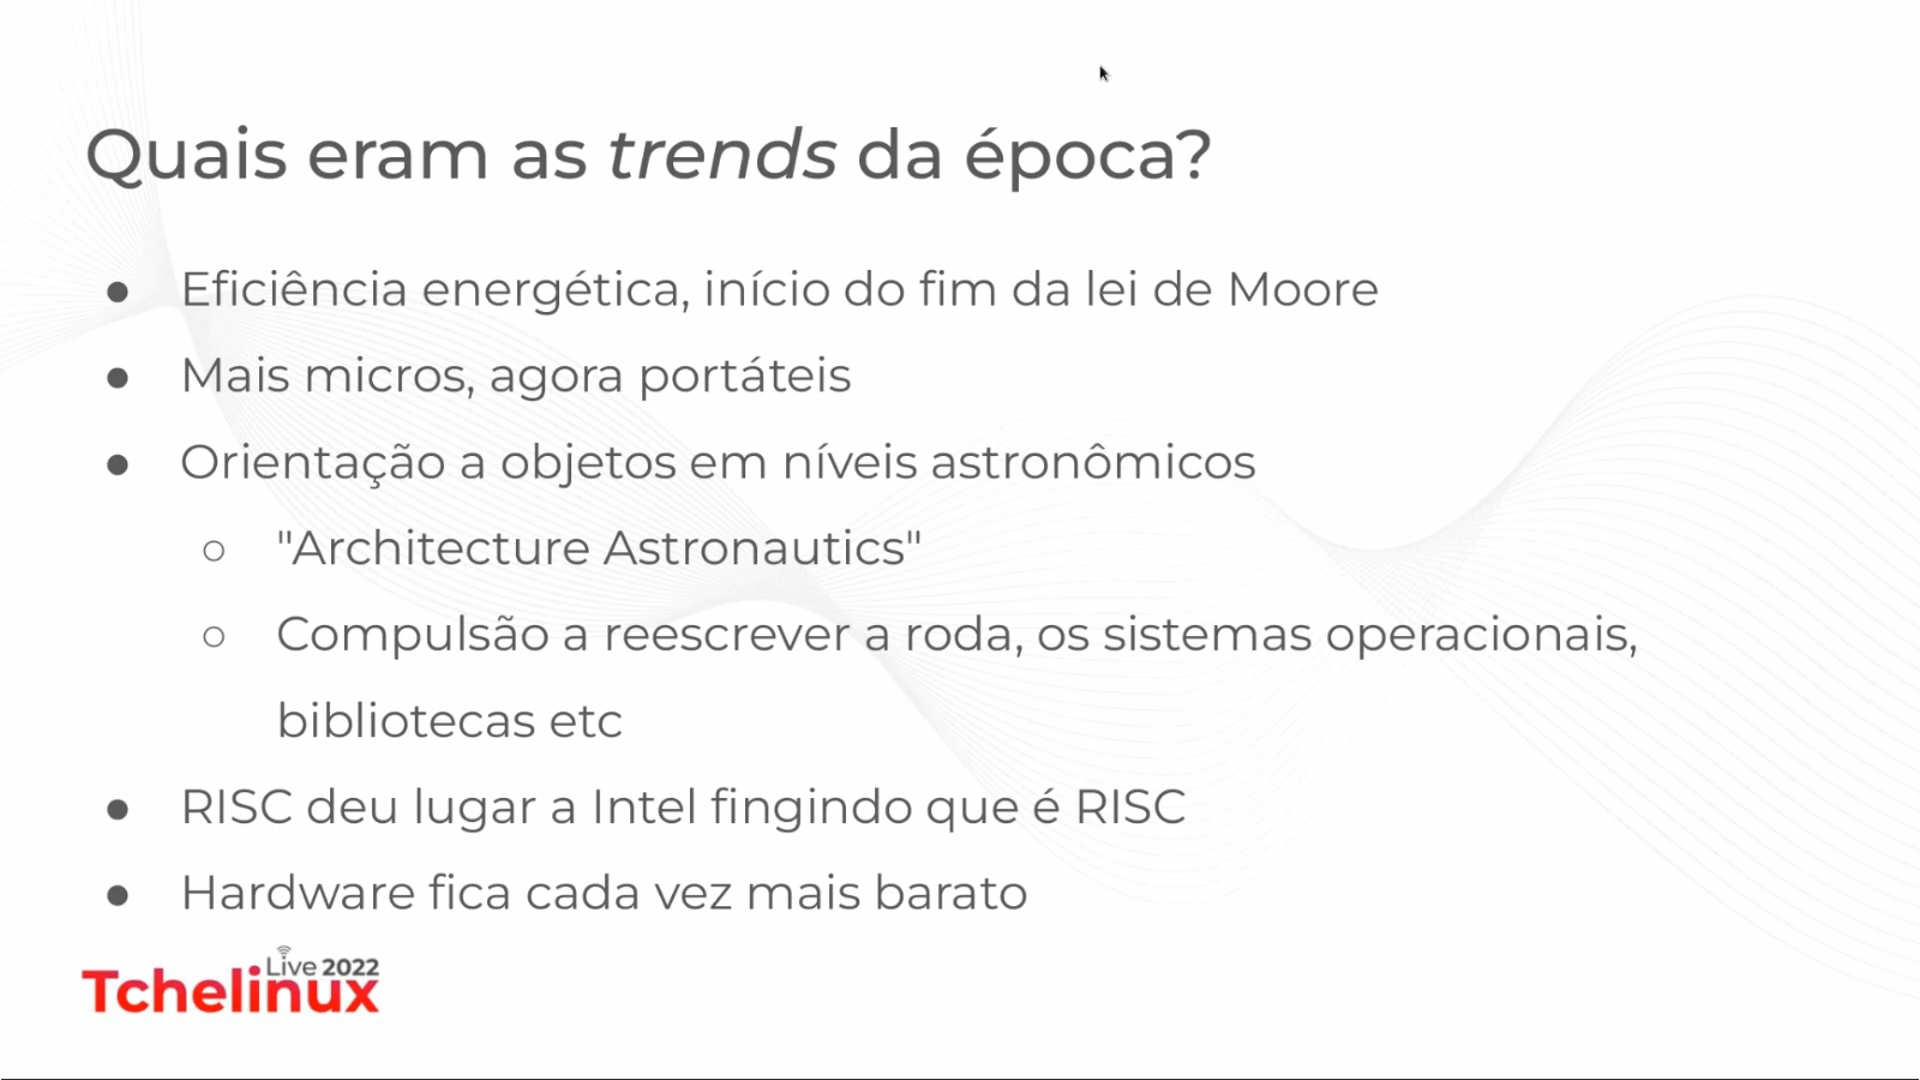 Quais eram as trends da época?
● Eficiência energética, início do fim da lei de Moore
● Mais micros, agora portáteis
● Orientação a objetos em níveis astronômicos
○ "Architecture Astronautics"
○ Compulsão a reescrever a roda, os sistemas operacionais,
bibliotecas etc
● RISC deu lugar a Intel fingindo que é RISC
● Hardware fica cada vez mais barato
Live 2022
Tchelinux